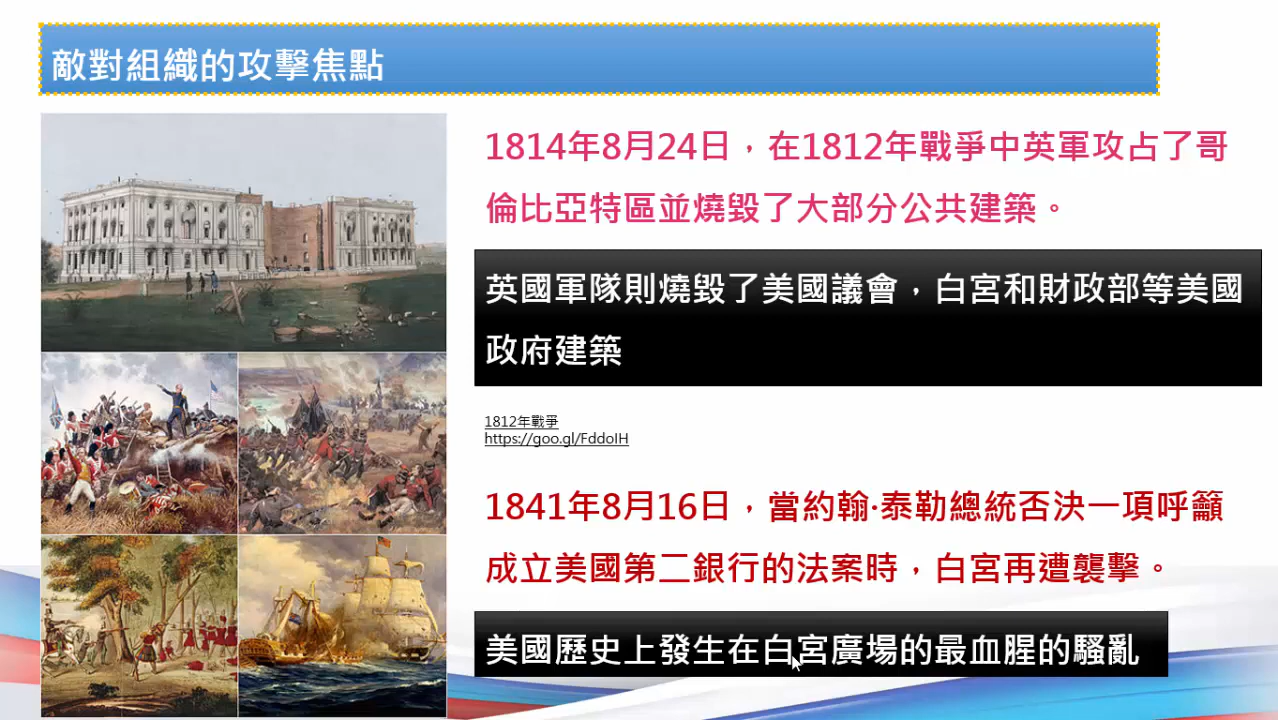 敵對組織的攻擊焦點
1814年8月24日，在1812年戰爭中英軍攻占了哥
倫比亞特區並燒毀了大部分公共建築。
英國軍隊則燒毀了美國議會，白宮和財政部等美國
政府建築
1812年戰爭
https://goo.gl/FddoIH
1841年8月16日，當約翰·泰勒總統否決一項呼籲
成立美國第二銀行的法案時，白宮再遭襲擊。
美國歷史上發生在白宮廣場的最血腥的騷亂